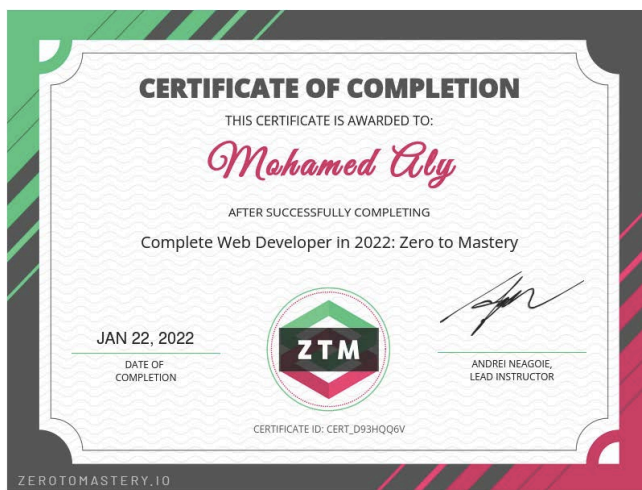 CERTIFICATE OF COMPLETION
THIS CERTIFICATE IS AWARDED TO:
Mohamed Aly
AFTER SUCCESSFULLY COMPLETING
Complete Web Developer in 2022: Zero to Mastery
JAN 22, 2022
DATE OF
COMPLETION
ZTM
ANDREI NEAGOIE,
LEAD INSTRUCTOR
CERTIFICATE ID: CERT_D93HQQ6V
ZEROTOMASTERY.IO